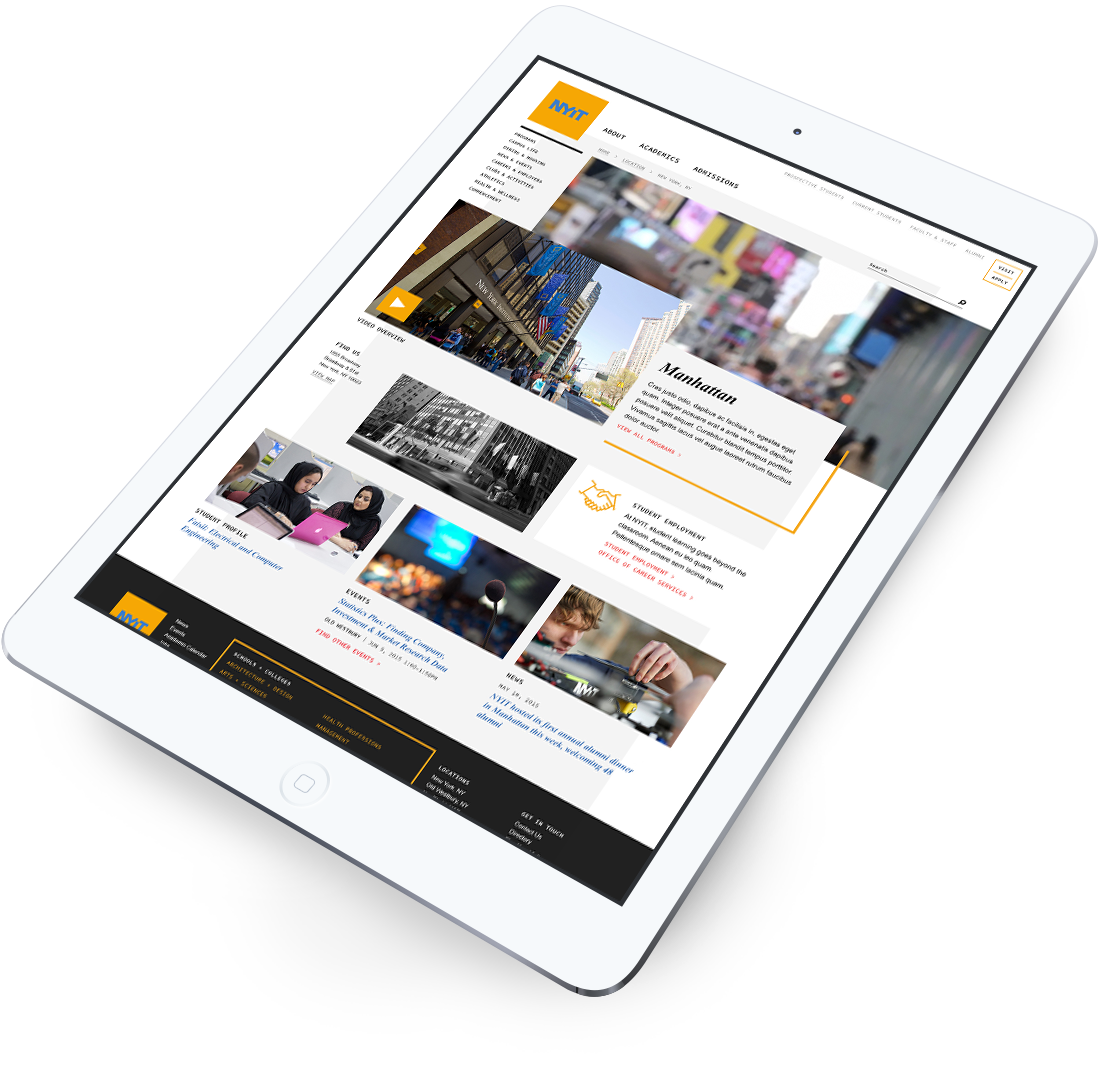 NYIT
ABOUT
ACADEMICS
ADMISSIONS
PROSPECTIVE STUDENTS
CURRENT STUDENTS
FACULTY & STAFF
ALUMNI
VISIT
APPLY
Search
HOME > LOCATION > NEW YORK, NY
PROGRAMS
CAMPUS LIFE
DINING & HOUSING
NEWS & EVENTS
CAREERS & EMPLOYERS
CLUBS & ACTIVITIES
ATHLETICS
HEALTH & WELLNESS
COMMENCEMENT
New York Insti
VIDEO OVERVIEW
Manhattan
Cras justo odio, dapibus ac facilisis in, egestas eget
quam. Integer posuere erat a ante venenatis dapibus
posuere velit aliquet. Curabitur blandit tempus porttitor.
Vivamus sagittis lacus vel augue laoreet rutrum faucibus
dolor auctor.
VIEW ALL PROGRAMS >
FIND US
1855 Broadway
Broadway & 61st
New York, NY 10023
VIEW MAP
STUDENT EMPLOYMENT
At NYIT, student learning goes beyond the
classroom. Aenean eu leo quam.
Pellentesque ornare sem lacinia quam.
STUDENT EMPLOYMENT >
OFFICE OF CAREER SERVICES >
STUDENT PROFILE
Electrical and Computer
Engineering
EVENTS
Statistics Plus: Finding Company,
Investment & Market Research Data
OLD WESTBURY | JUN 9, 2015 1:00-1:50PM
FIND OTHER EVENTS >
NYIT
NEWS
MAY 18, 2015
NYIT hosted its first annual alumni dinner
in Manhattan this week, welcoming 48
alumni
NYIT
News
Events
Academic Calendar
Jobs
SCHOOLS + COLLEGES
ARCHITECTURE + DESIGN
ARTS + SCIENCES
HEALTH PROFESSIONS
MANAGEMENT
LOCATIONS
New York, NY
Old Westbury, NY
GET IN TOUCH
Contact Us
Directory